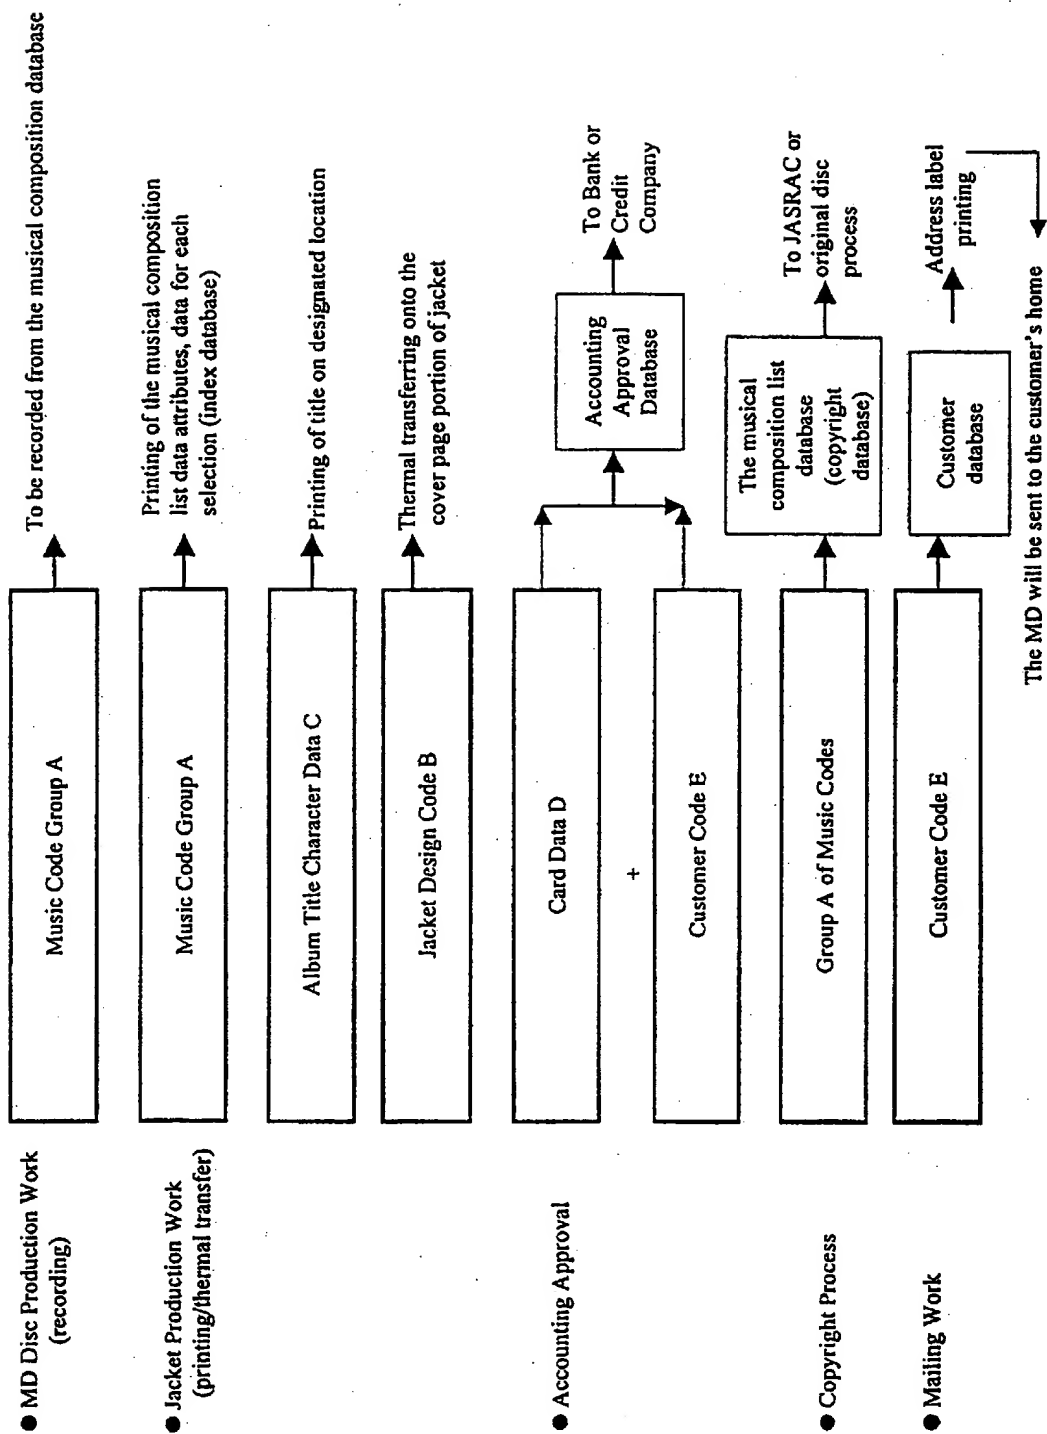 ● MD Disc Production Work
(recording)
Music Code Group A
To be recorded from the musical composition database
● Jacket Production Work
(printing/thermal transfer)
Music Code Group A
Printing of the musical composition
list data attributes, data for each
selection (index database)
Album Title Character Data C
Printing of title on designated location
Jacket Design Code B
Thermal transferring onto the
cover page portion of jacket
● Accounting Approval
Card Data D
+
Customer Code E
Accounting
Approval
Database
To Bank or
Credit
Company
● Copyright Process
Group A of Music Codes
The musical
composition list
database
(copyright
database)
To JASRAC or
original disc
process
● Mailing Work
Customer Code E
Customer
database
Address label
printing
The MD will be sent to the customer's home